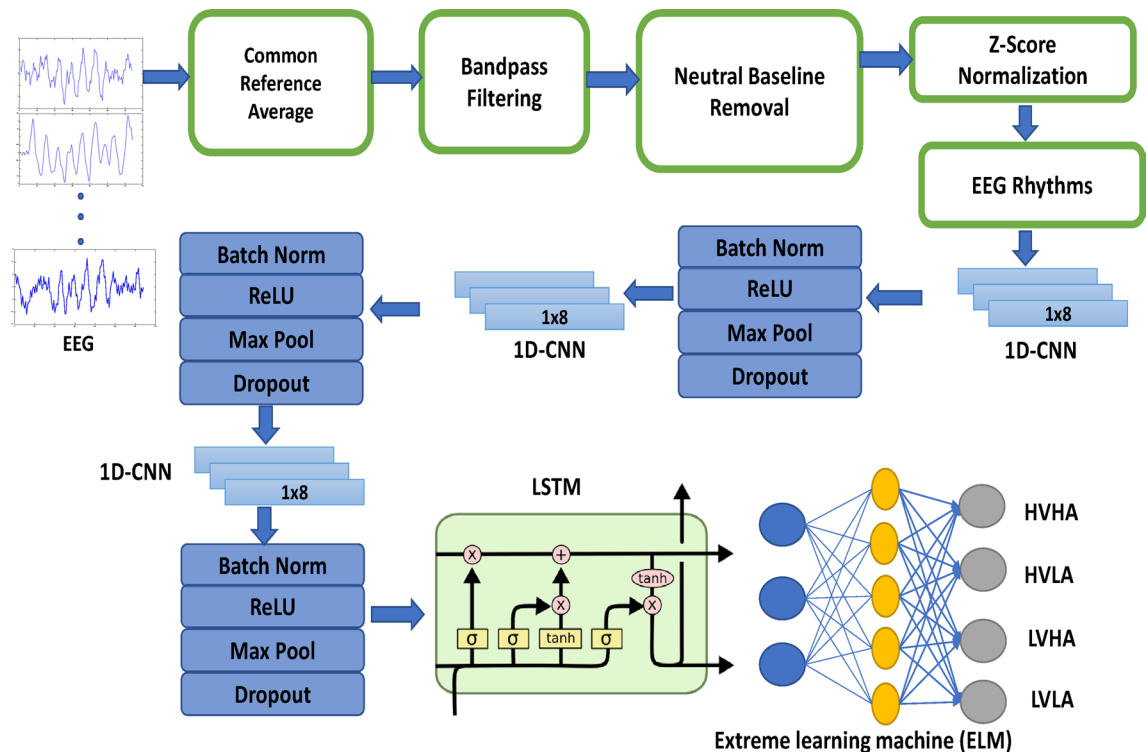 Common
Reference
Average
Bandpass
Filtering
Neutral Baseline
Removal
Z-Score
Normalization
EEG Rhythms
1x8
1D-CNN
Batch Norm
ReLU
Max Pool
Dropout
1x8
1D-CNN
Batch Norm
ReLU
Max Pool
Dropout
EEG
1D-CNN
1x8
Batch Norm
ReLU
Max Pool
Dropout
LSTM
x
+
tanh
x
x
σ
σ
tanh
σ
HVHA
HVLA
LVHA
LVLA
Extreme learning machine (ELM)